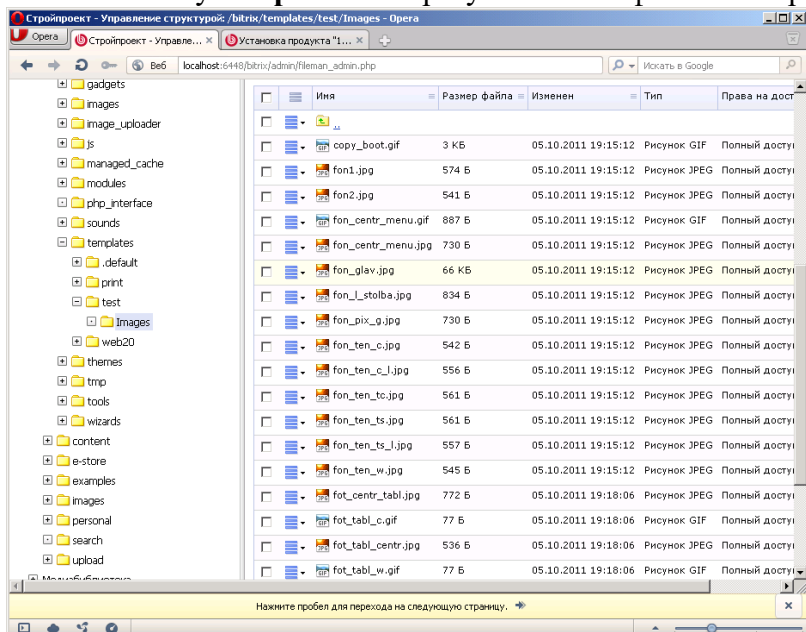 Стройпроект - Управление структурой: /bitrix/templates/test/Images - Opera
Opera
Стройпроект - Управле...
Установка продукта "1...
Веб
localhost:6448/bitrix/admin/fileman_admin.php
Искать в Google
gadgets
images
image_uploader
js
managed_cache
modules
php_interface
sounds
templates
.default
print
test
Images
web20
themes
tmp
tools
wizards
content
e-store
examples
images
personal
search
upload
Имя Размер файла Изменен Тип Права на дост
..
copy_boot.gif 3 КБ 05.10.2011 19:15:12 Рисунок GIF Полный досту
fon1.jpg 574 Б 05.10.2011 19:15:12 Рисунок JPEG Полный досту
fon2.jpg 541 Б 05.10.2011 19:15:12 Рисунок JPEG Полный досту
fon_centr_menu.gif 887 Б 05.10.2011 19:15:12 Рисунок GIF Полный досту
fon_centr_menu.jpg 730 Б 05.10.2011 19:15:12 Рисунок JPEG Полный досту
fon_glav.jpg 66 КБ 05.10.2011 19:15:12 Рисунок JPEG Полный досту
fon_l_stolba.jpg 834 Б 05.10.2011 19:15:12 Рисунок JPEG Полный досту
fon_pix_g.jpg 730 Б 05.10.2011 19:15:12 Рисунок JPEG Полный досту
fon_ten_c.jpg 542 Б 05.10.2011 19:15:12 Рисунок JPEG Полный досту
fon_ten_c_l.jpg 556 Б 05.10.2011 19:15:12 Рисунок JPEG Полный досту
fon_ten_tc.jpg 561 Б 05.10.2011 19:15:12 Рисунок JPEG Полный досту
fon_ten_ts.jpg 561 Б 05.10.2011 19:15:12 Рисунок JPEG Полный досту
fon_ten_ts_l.jpg 557 Б 05.10.2011 19:15:12 Рисунок JPEG Полный досту
fon_ten_w.jpg 545 Б 05.10.2011 19:15:12 Рисунок JPEG Полный досту
fot_centr_tabl.jpg 772 Б 05.10.2011 19:18:06 Рисунок JPEG Полный досту
fot_tabl_c.gif 77 Б 05.10.2011 19:18:06 Рисунок GIF Полный досту
fot_tabl_centr.jpg 536 Б 05.10.2011 19:18:06 Рисунок JPEG Полный досту
fot_tabl_w.gif 77 Б 05.10.2011 19:18:06 Рисунок GIF Полный досту
Нажмите пробел для перехода на следующую страницу.